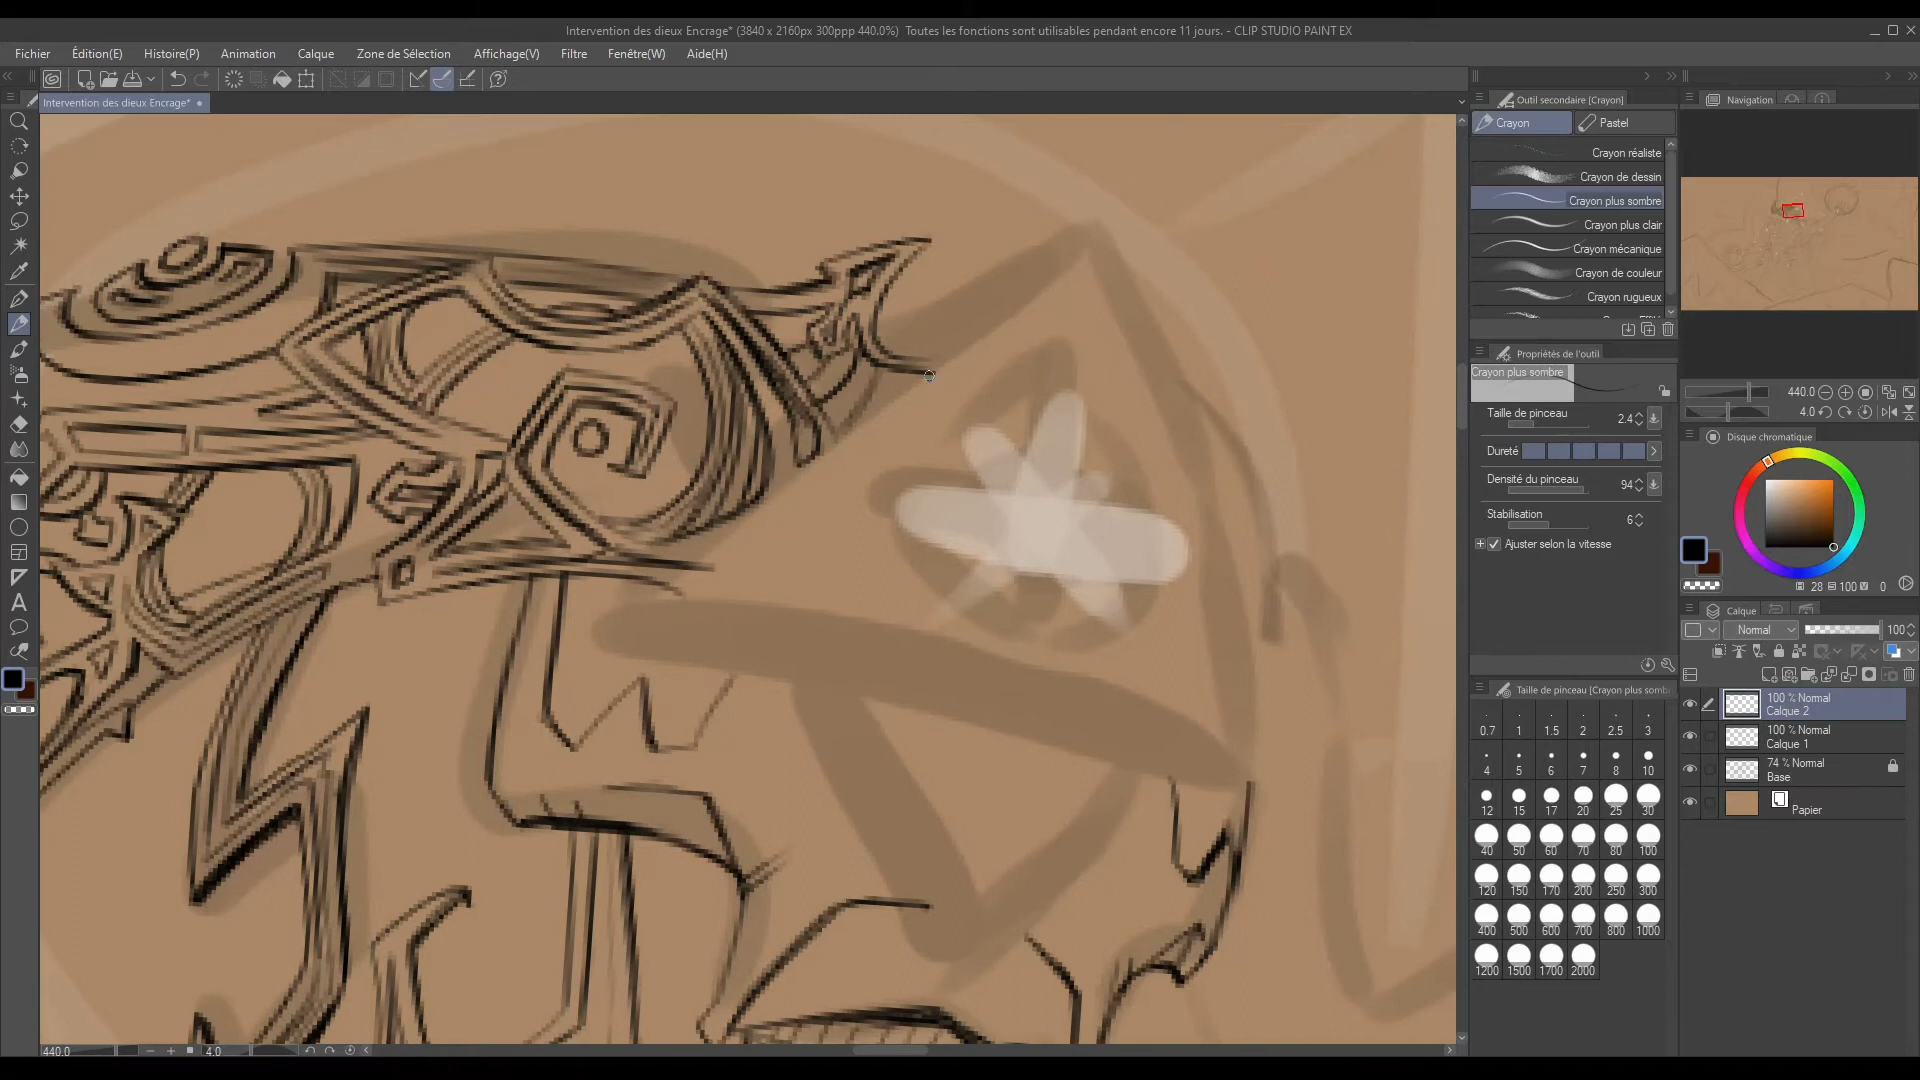 Intervention des dieux Encrage* (3840 x 2160px 300ppp 440.0%)  Toutes les fonctions sont utilisables pendant encore 11 jours. - CLIP STUDIO PAINT EX
Fichier Édition(E) Histoire(P) Animation Calque Zone de Sélection Affichage(V) Filtre Fenêtre(W) Aide(H)
Intervention des dieux Encrage*
Outil secondaire [Crayon]
Navigation
Crayon Pastel
Crayon réaliste
Crayon de dessin
Crayon plus sombre
Crayon plus clair
Crayon mécanique
Crayon de couleur
Crayon rugueux
Propriétés de l'outil
Crayon plus sombre
Taille de pinceau 2.4
Dureté
Densité du pinceau 94
Stabilisation 6
Ajuster selon la vitesse
440.0
4.0
Disque chromatique
28 100 V 0
Calque
Normal 100
100 % Normal
Calque 2
100 % Normal
Calque 1
74 % Normal
Base
Papier
Taille de pinceau [Crayon plus somb
0.7 1 1.5 2 2.5 3
4 5 6 7 8 10
12 15 17 20 25 30
40 50 60 70 80 100
120 150 170 200 250 300
400 500 600 700 800 1000
1200 1500 1700 2000
440.0 4.0